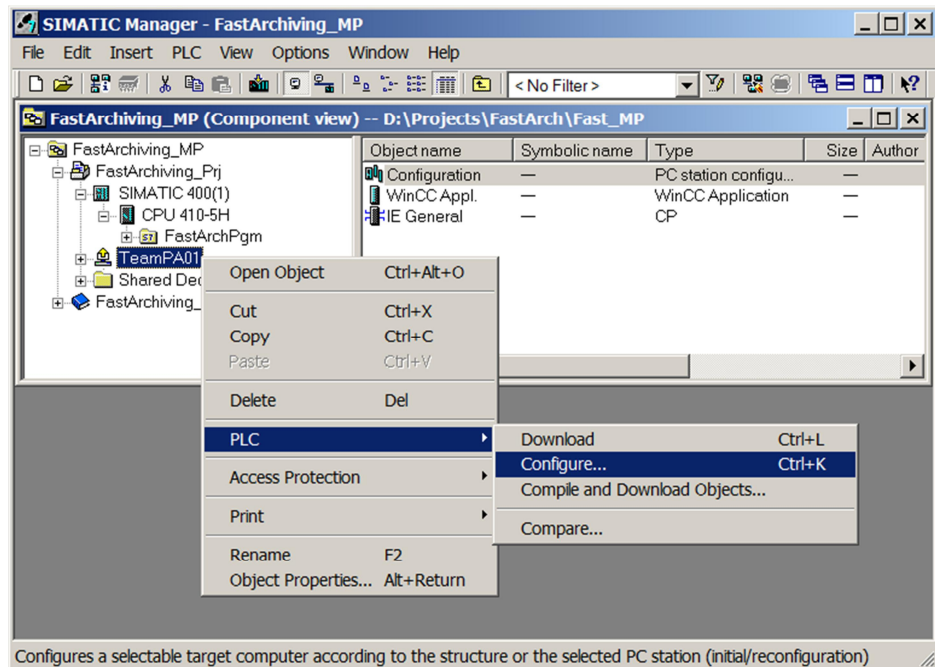 SIMATIC Manager - FastArchiving_MP
File Edit Insert PLC View Options Window Help
< No Filter >
FastArchiving_MP (Component view) -- D:\Projects\FastArch\Fast_MP
FastArchiving_MP
FastArchiving_Prj
SIMATIC 400(1)
CPU 410-5H
FastArchPgm
TeamPA01
Shared Dec
FastArchiving_
Object name Symbolic name Type Size Author
Configuration — PC station configu... —
WinCC Appl. — WinCC Application —
IE General — CP —
Open Object Ctrl+Alt+O
Cut Ctrl+X
Copy Ctrl+C
Paste Ctrl+V
Delete Del
PLC
Access Protection
Print
Rename F2
Object Properties... Alt+Return
Download Ctrl+L
Configure... Ctrl+K
Compile and Download Objects...
Compare...
Configures a selectable target computer according to the structure or the selected PC station (initial/reconfiguration)